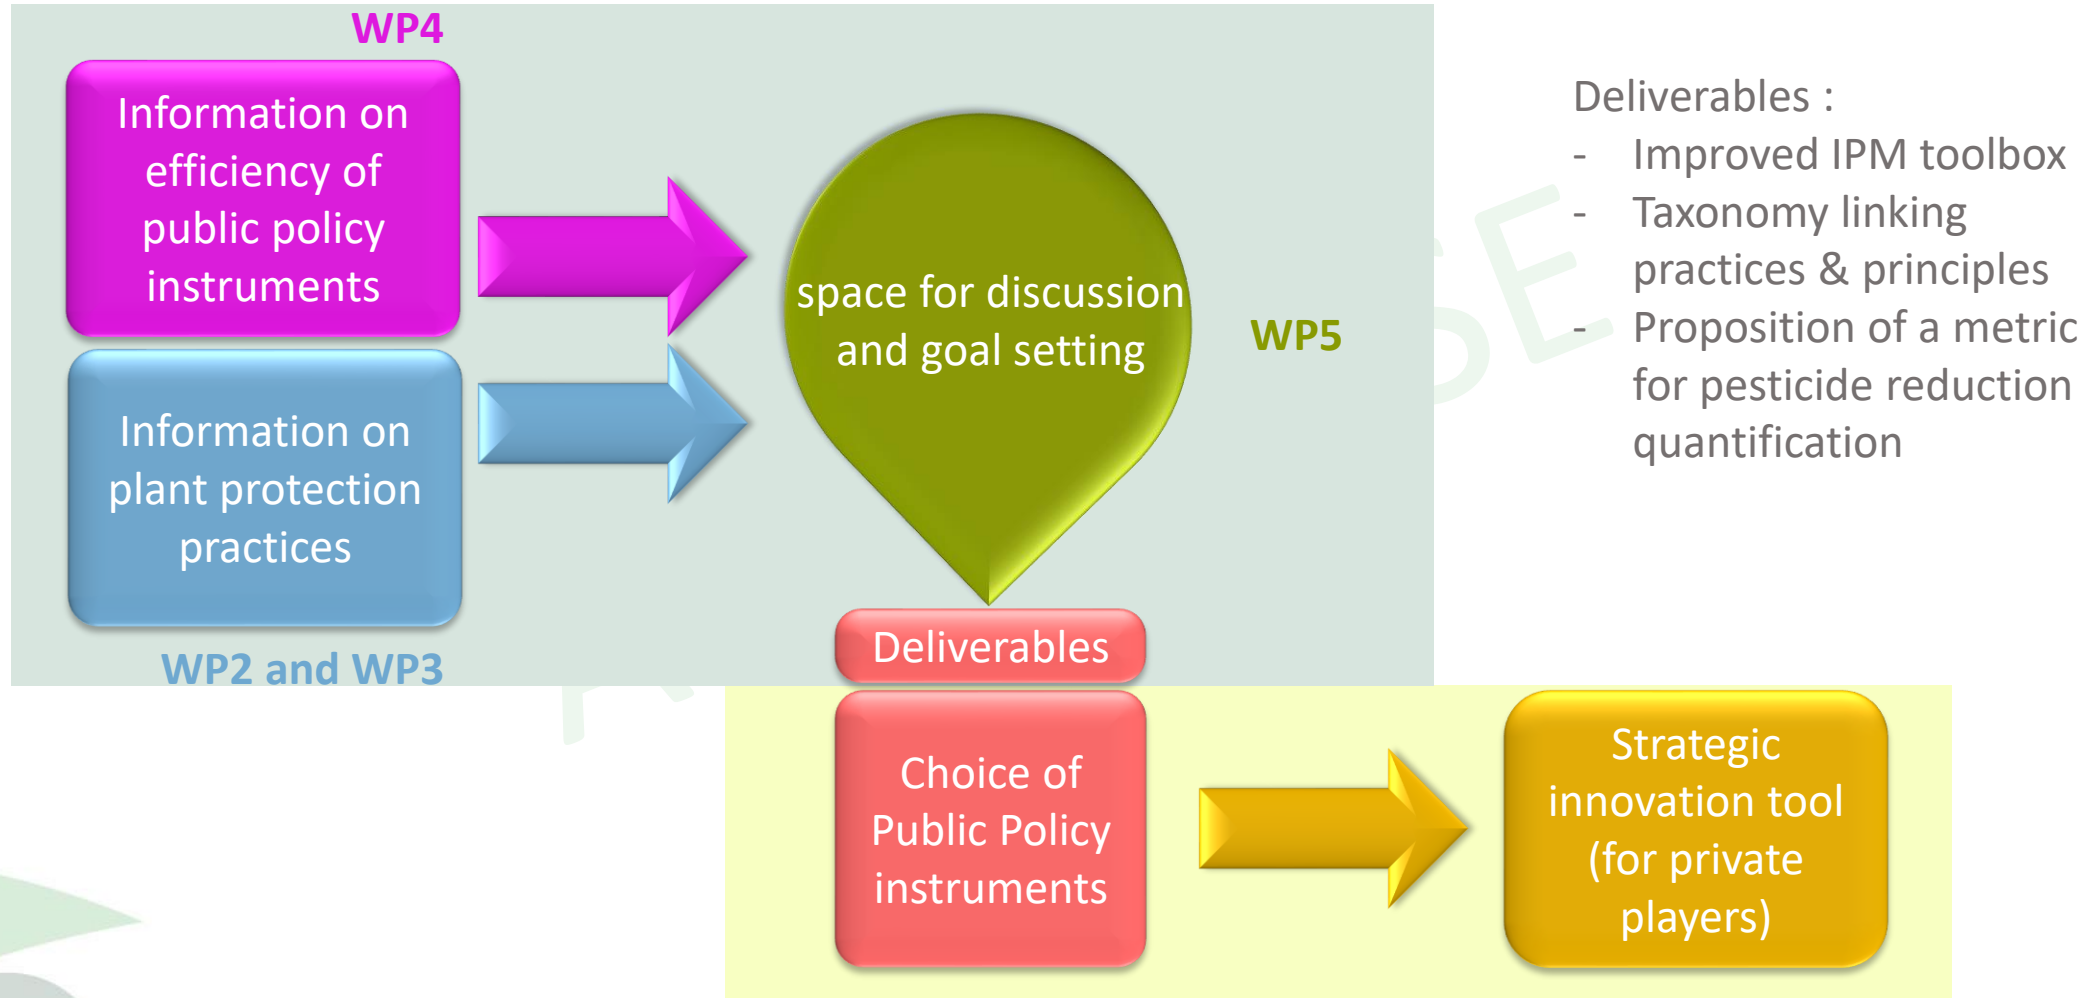 WP4
Information on
efficiency of
public policy
instruments
Information on
plant protection
practices
WP2 and WP3
space for discussion
and goal setting
WP5
Deliverables
Choice of
Public Policy
instruments
Strategic
innovation tool
(for private
players)
Deliverables :
- Improved IPM toolbox
- Taxonomy linking
practices & principles
- Proposition of a metric
for pesticide reduction
quantification